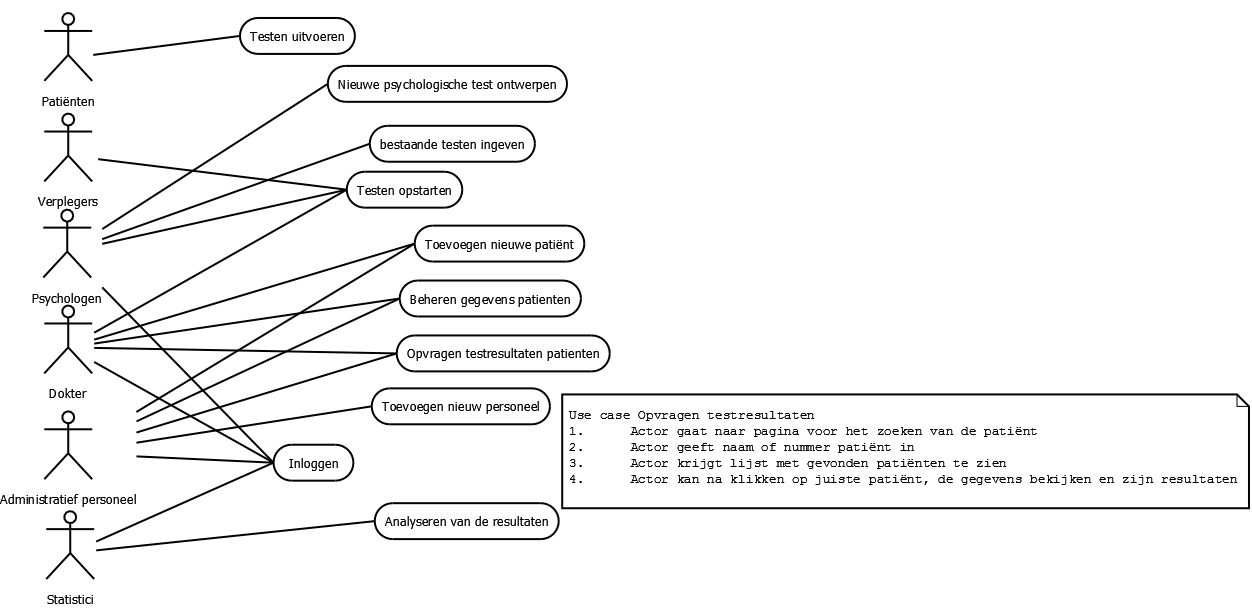 Testen uitvoeren
Patiënten
Nieuwe psychologische test ontwerpen
bestaande testen ingeven
Testen opstarten
Verplegers
Toevoegen nieuwe patiënt
Psychologen
Beheren gegevens patienten
Opvragen testresultaten patienten
Dokter
Toevoegen nieuw personeel
Inloggen
Administratief personeel
Analyseren van de resultaten
Statistici
Use case Opvragen testresultaten
1. Actor gaat naar pagina voor het zoeken van de patiënt
2. Actor geeft naam of nummer patiënt in
3. Actor krijgt lijst met gevonden patiënten te zien
4. Actor kan na klikken op juiste patiënt, de gegevens bekijken en zijn resultaten